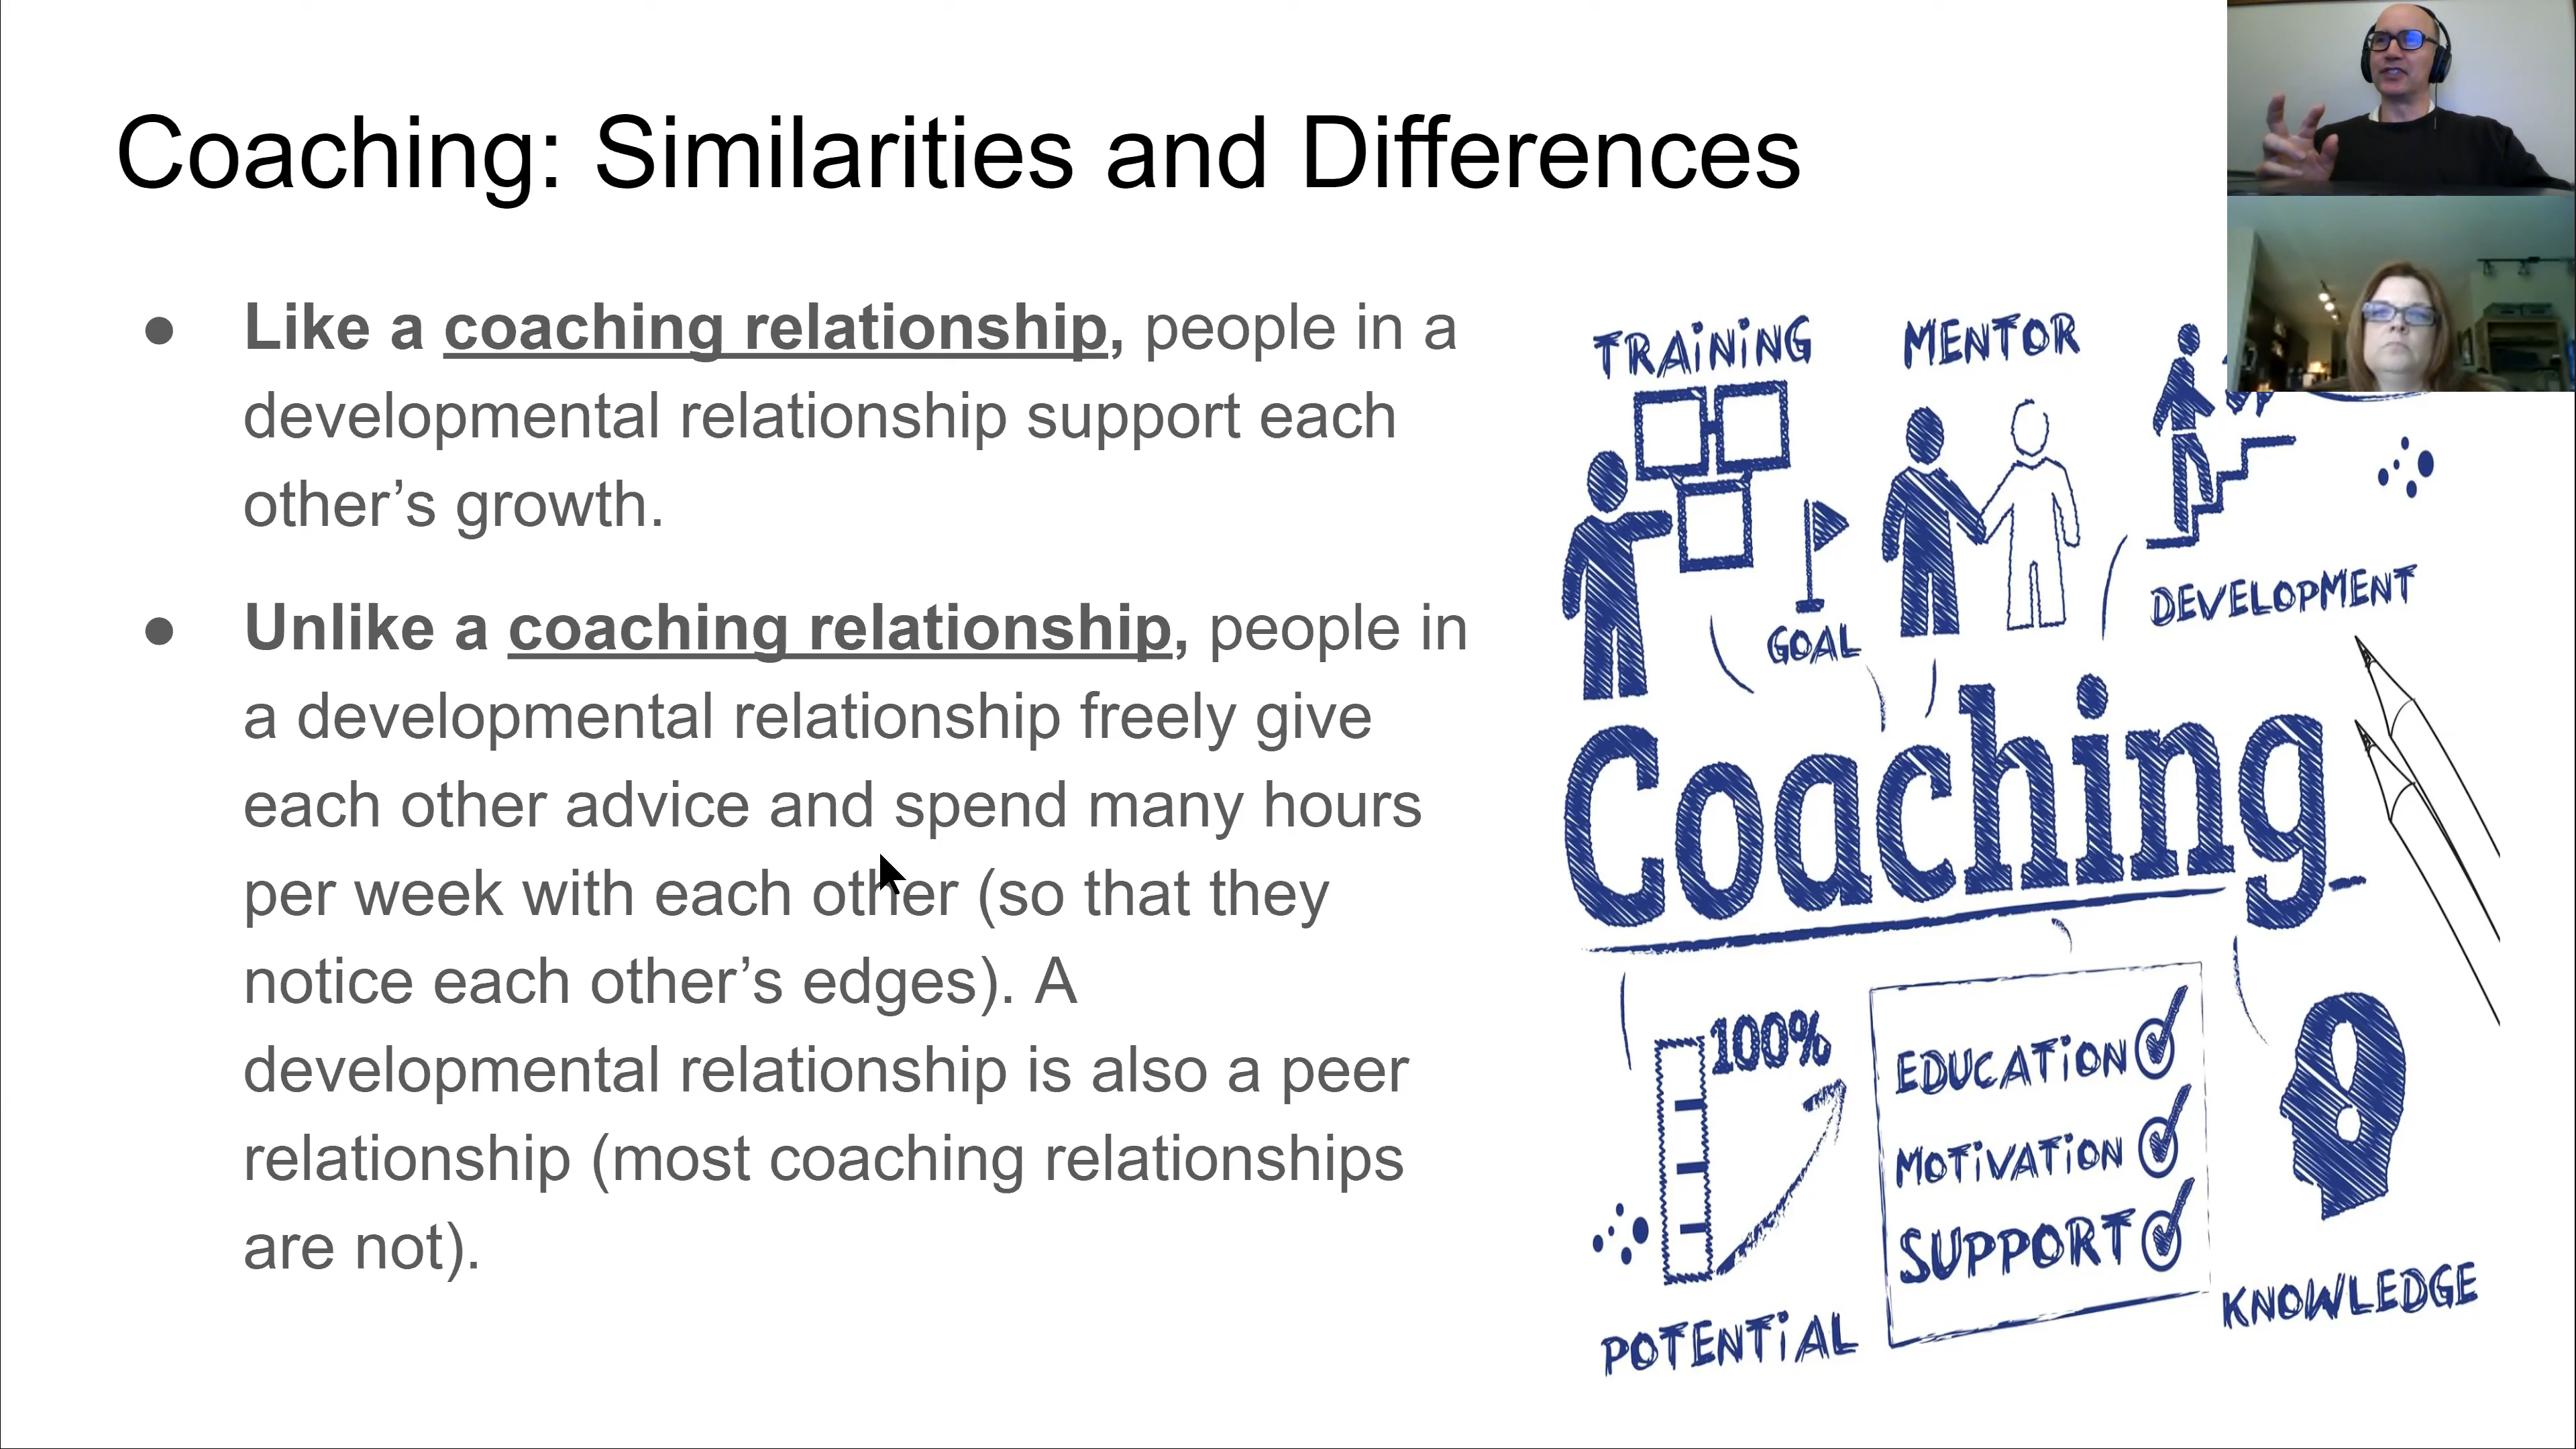 Coaching: Similarities and Differences
● Like a coaching relationship, people in a
developmental relationship support each
other’s growth.
● Unlike a coaching relationship, people in
a developmental relationship freely give
each other advice and spend many hours
per week with each other (so that they
notice each other’s edges). A
developmental relationship is also a peer
relationship (most coaching relationships
are not).
TRAiNiNG
MENTOR
GOAL
DEVELOPMENT
Coaching
100%
POTENTiAL
EDUCATiON
MOTiVATiON
SUPPORT
KNOWLEDGE